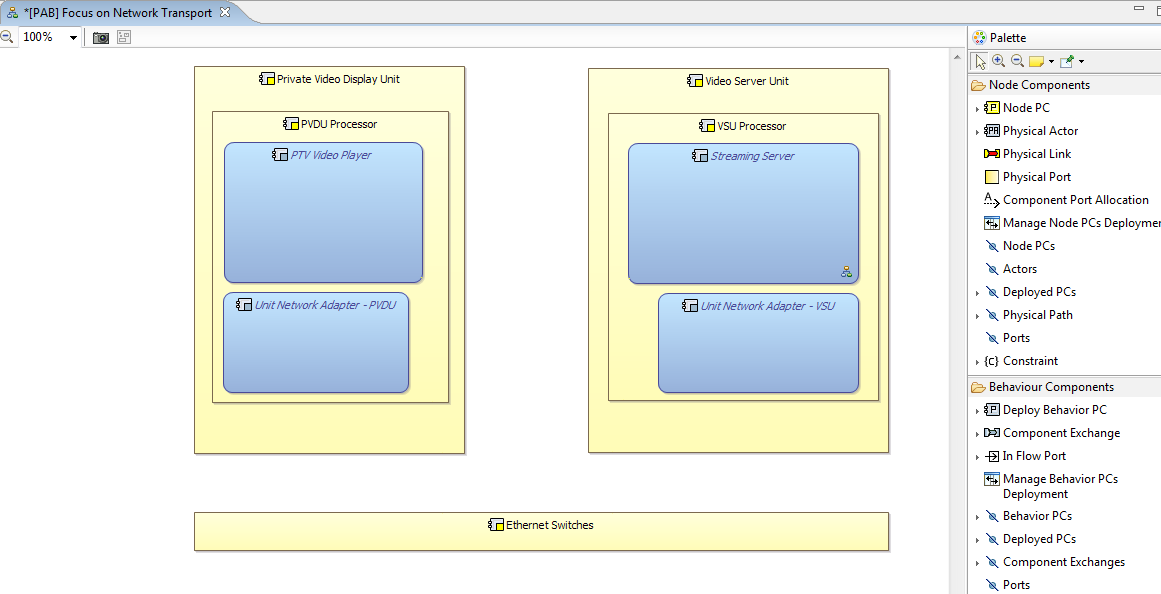 *[PAB] Focus on Network Transport
100%
Private Video Display Unit
PVDU Processor
PTV Video Player
Unit Network Adapter - PVDU
Video Server Unit
VSU Processor
Streaming Server
Unit Network Adapter - VSU
Ethernet Switches
Palette
Node Components
Node PC
Physical Actor
Physical Link
Physical Port
Component Port Allocation
Manage Node PCs Deploymen
Node PCs
Actors
Deployed PCs
Physical Path
Ports
{c} Constraint
Behaviour Components
Deploy Behavior PC
Component Exchange
In Flow Port
Manage Behavior PCs
Deployment
Behavior PCs
Deployed PCs
Component Exchanges
Ports